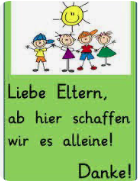 Liebe Eltern,
ab hier schaffen
wir es alleine!
Danke!